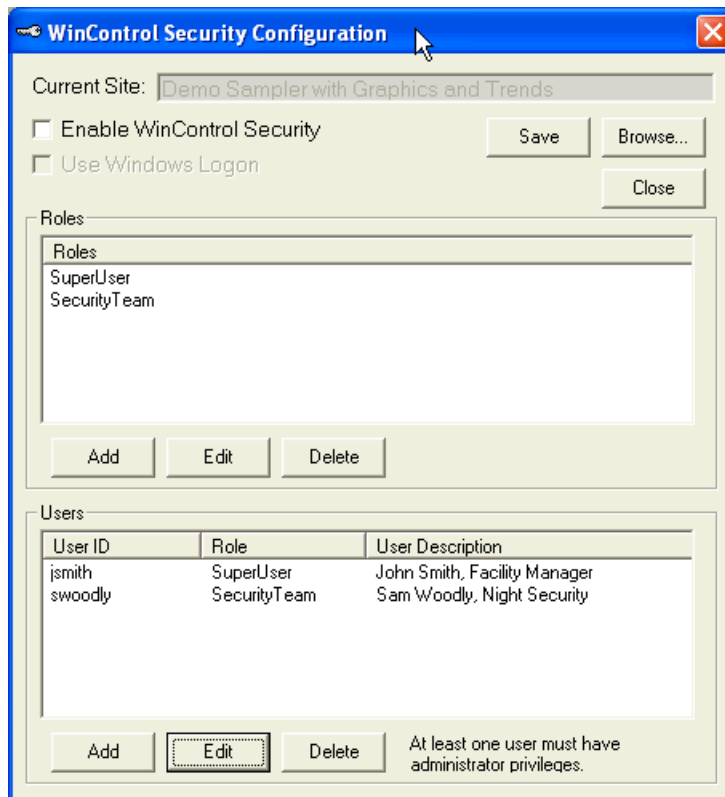 WinControl Security Configuration
Current Site: Demo Sampler with Graphics and Trends
Enable WinControl Security
Save Browse...
Use Windows Logon
Close
Roles
Roles
SuperUser
SecurityTeam
Add Edit Delete
Users
User ID Role User Description
jsmith SuperUser John Smith, Facility Manager
swoodly SecurityTeam Sam Woodly, Night Security
Add Edit Delete At least one user must have
administrator privileges.